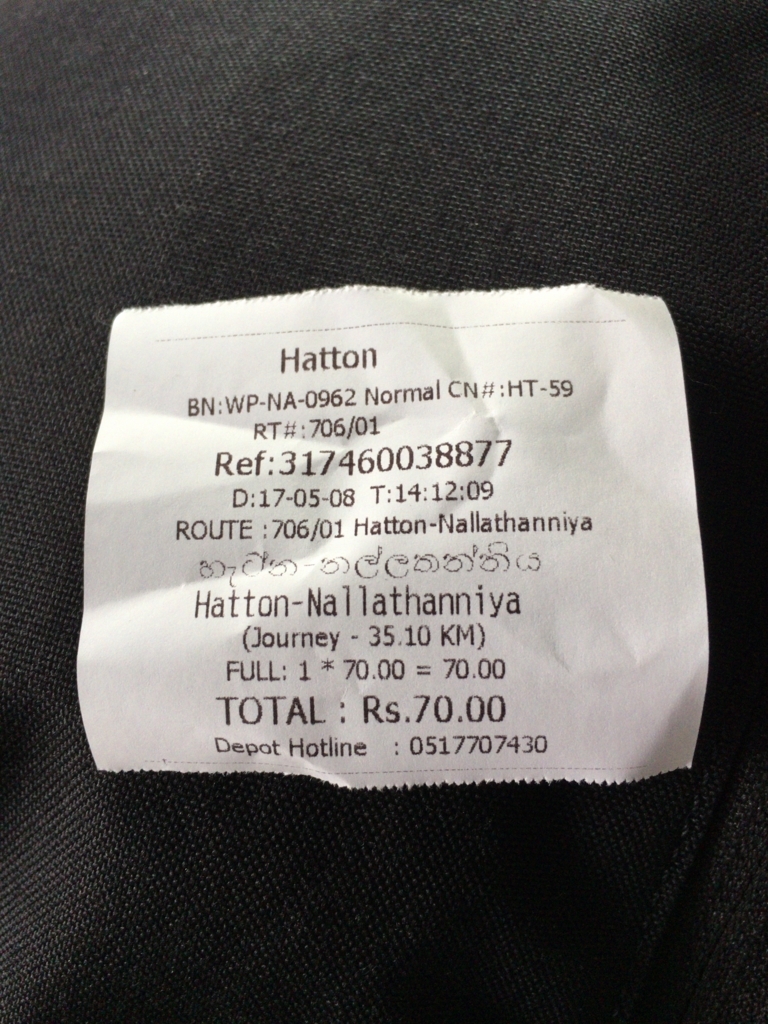 Hatton
BN:WP-NA-0962 Normal CN#:HT-59
RT#:706/01
Ref:317460038877
D:17-05-08 T:14:12:09
ROUTE :706/01 Hatton-Nallathanniya
හැටන-නල්ලතන්නිය
Hatton-Nallathanniya
(Journey - 35.10 KM)
FULL: 1 * 70.00 = 70.00
TOTAL : Rs.70.00
Depot Hotline : 0517707430